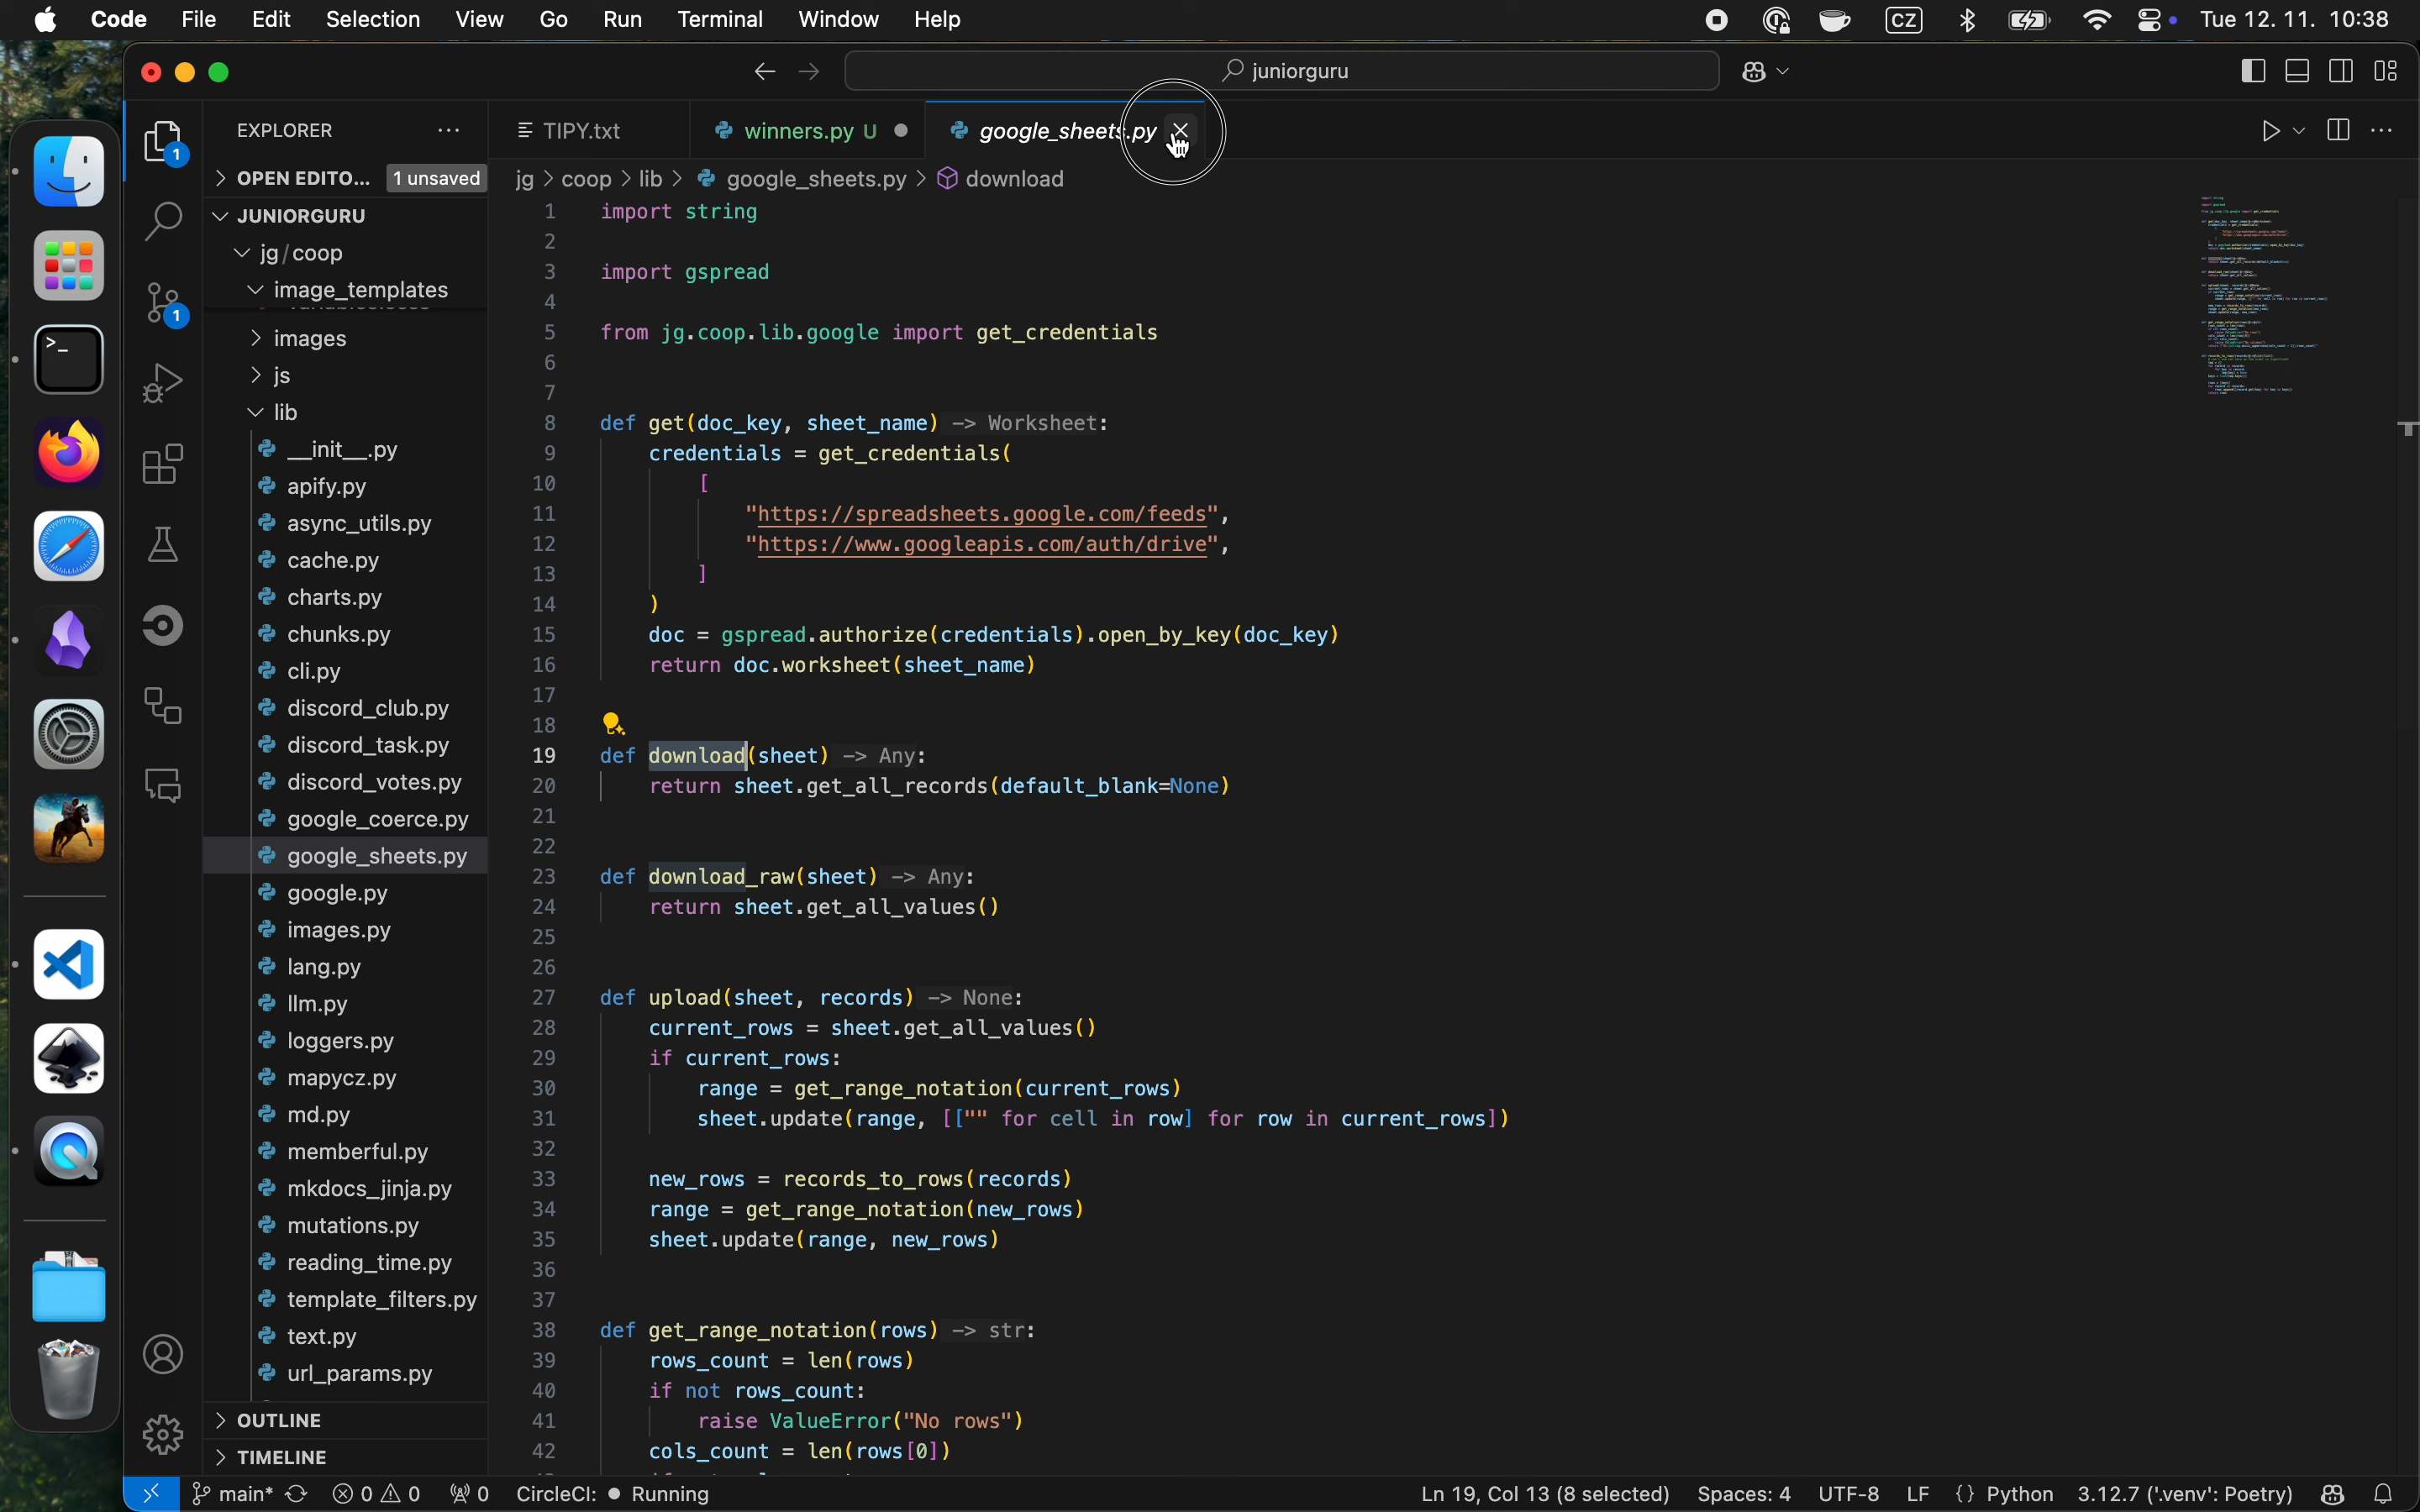 Code File Edit Selection View Go Run Terminal Window Help CZ Tue 12. 11. 10:38
juniorguru
EXPLORER
TIPY.txt
winners.py U
google_sheets.py
OPEN EDITO... 1 unsaved
jg > coop > lib > google_sheets.py > download
JUNIORGURU
jg/coop
image_templates
images
js
lib
__init__.py
apify.py
async_utils.py
cache.py
charts.py
chunks.py
cli.py
discord_club.py
discord_task.py
discord_votes.py
google_coerce.py
google_sheets.py
google.py
images.py
lang.py
llm.py
loggers.py
mapycz.py
md.py
memberful.py
mkdocs_jinja.py
mutations.py
reading_time.py
template_filters.py
text.py
url_params.py
OUTLINE
TIMELINE
1
1
1 import string
2
3 import gspread
4
5 from jg.coop.lib.google import get_credentials
6
7
8 def get(doc_key, sheet_name) -> Worksheet:
9     credentials = get_credentials(
10         [
11             "https://spreadsheets.google.com/feeds",
12             "https://www.googleapis.com/auth/drive",
13         ]
14     )
15     doc = gspread.authorize(credentials).open_by_key(doc_key)
16     return doc.worksheet(sheet_name)
17
18
19 def download(sheet) -> Any:
20     return sheet.get_all_records(default_blank=None)
21
22
23 def download_raw(sheet) -> Any:
24     return sheet.get_all_values()
25
26
27 def upload(sheet, records) -> None:
28     current_rows = sheet.get_all_values()
29     if current_rows:
30         range = get_range_notation(current_rows)
31         sheet.update(range, [["" for cell in row] for row in current_rows])
32
33     new_rows = records_to_rows(records)
34     range = get_range_notation(new_rows)
35     sheet.update(range, new_rows)
36
37
38 def get_range_notation(rows) -> str:
39     rows_count = len(rows)
40     if not rows_count:
41         raise ValueError("No rows")
42     cols_count = len(rows[0])
main* 0 0 0 CircleCI: Running Ln 19, Col 13 (8 selected) Spaces: 4 UTF-8 LF {} Python 3.12.7 ('.venv': Poetry)